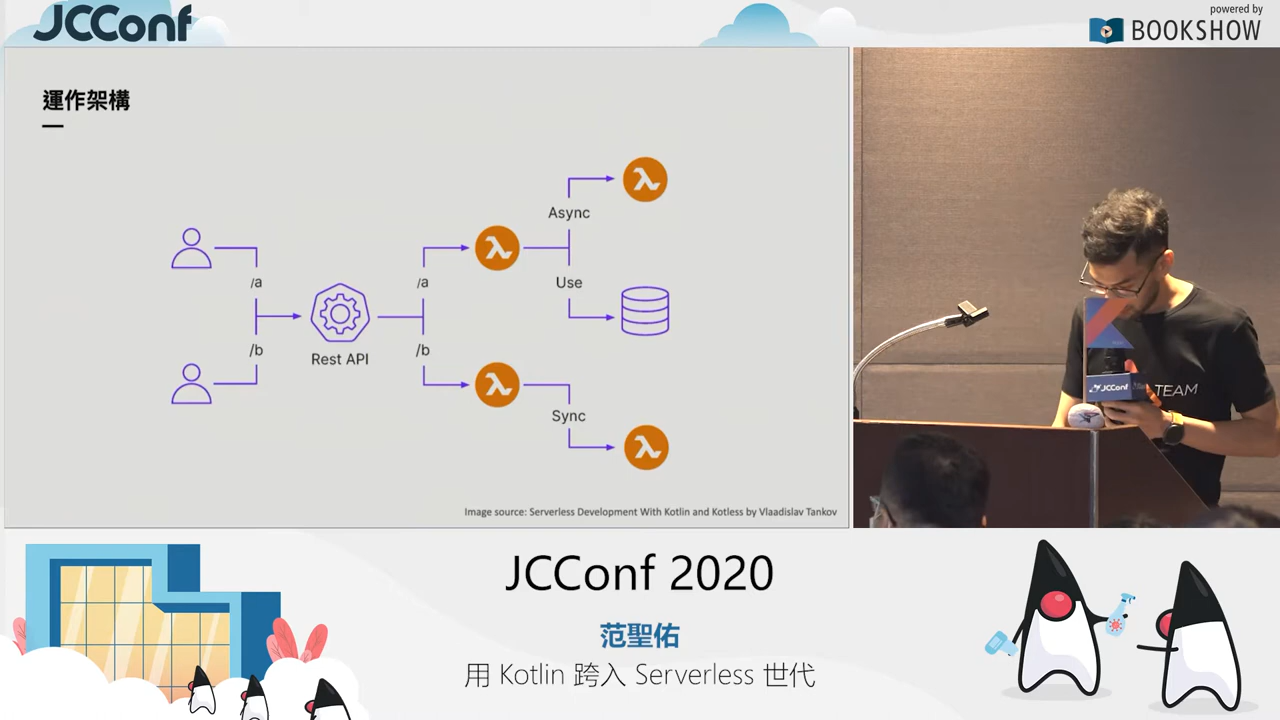 JCConf
powered by
BOOKSHOW
運作架構
Async
/a
/a
Use
Rest API
/b
/b
Sync
Image source: Serverless Development With Kotlin and Kotless by Vlaadislav Tankov
JCConf
TEAM
JCConf 2020
范聖佑
用 Kotlin 跨入 Serverless 世代